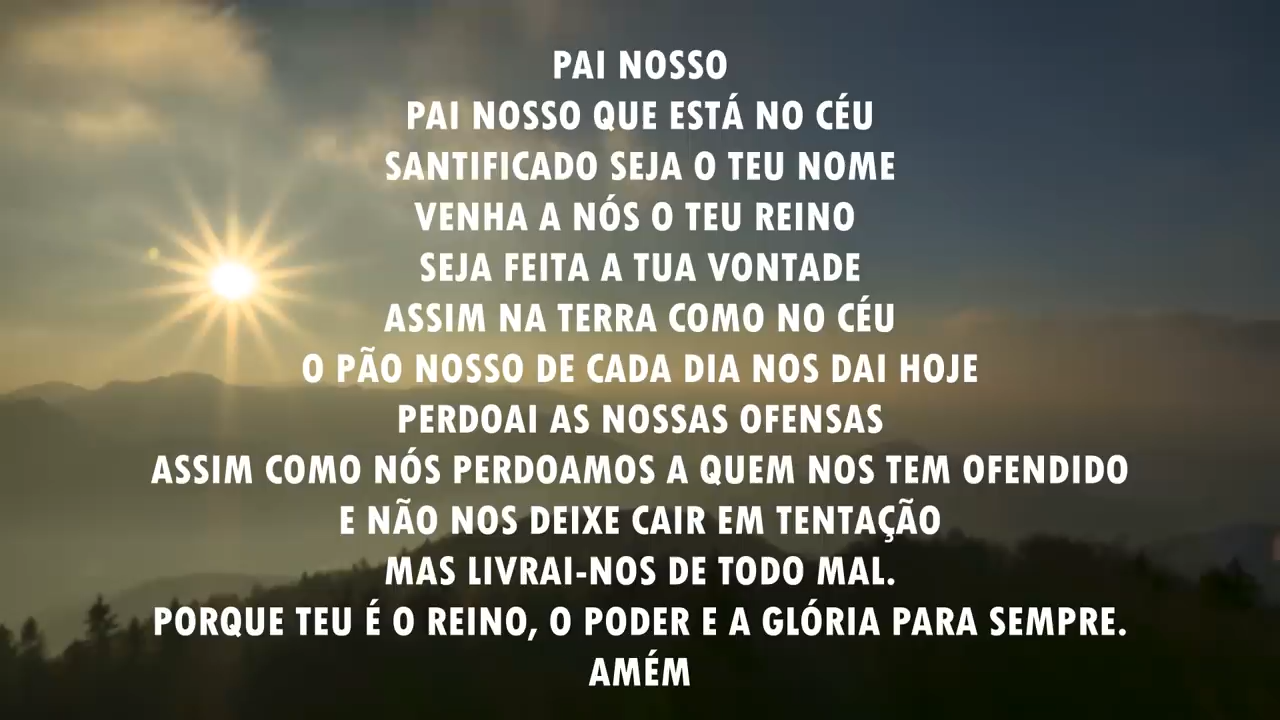 PAI NOSSO
PAI NOSSO QUE ESTÁ NO CÉU
SANTIFICADO SEJA O TEU NOME
VENHA A NÓS O TEU REINO
SEJA FEITA A TUA VONTADE
ASSIM NA TERRA COMO NO CÉU
O PÃO NOSSO DE CADA DIA NOS DAI HOJE
PERDOAI AS NOSSAS OFENSAS
ASSIM COMO NÓS PERDOAMOS A QUEM NOS TEM OFENDIDO
E NÃO NOS DEIXE CAIR EM TENTAÇÃO
MAS LIVRAI-NOS DE TODO MAL.
PORQUE TEU É O REINO, O PODER E A GLÓRIA PARA SEMPRE.
AMÉM